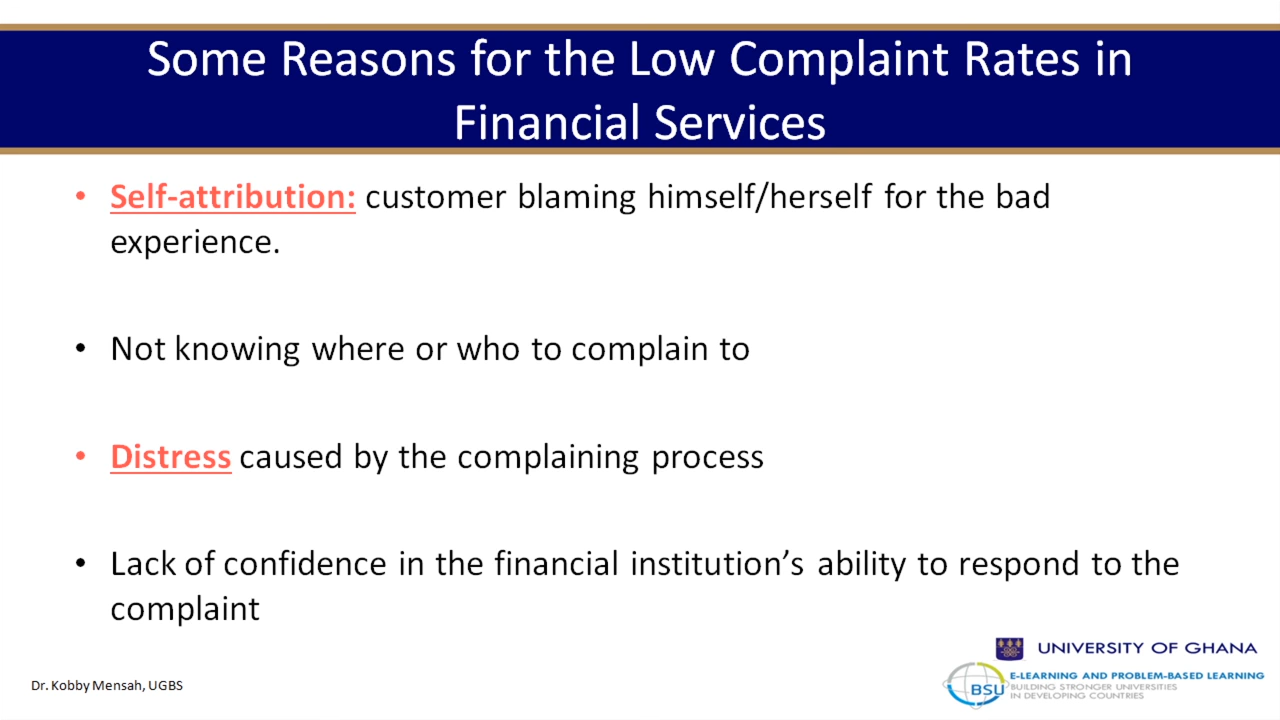 Some Reasons for the Low Complaint Rates in
Financial Services
• Self-attribution: customer blaming himself/herself for the bad
experience.
• Not knowing where or who to complain to
• Distress caused by the complaining process
• Lack of confidence in the financial institution’s ability to respond to the
complaint
UNIVERSITY OF GHANA
Dr. Kobby Mensah, UGBS
BSU
E-LEARNING AND PROBLEM-BASED LEARNING
BUILDING STRONGER UNIVERSITIES
IN DEVELOPING COUNTRIES